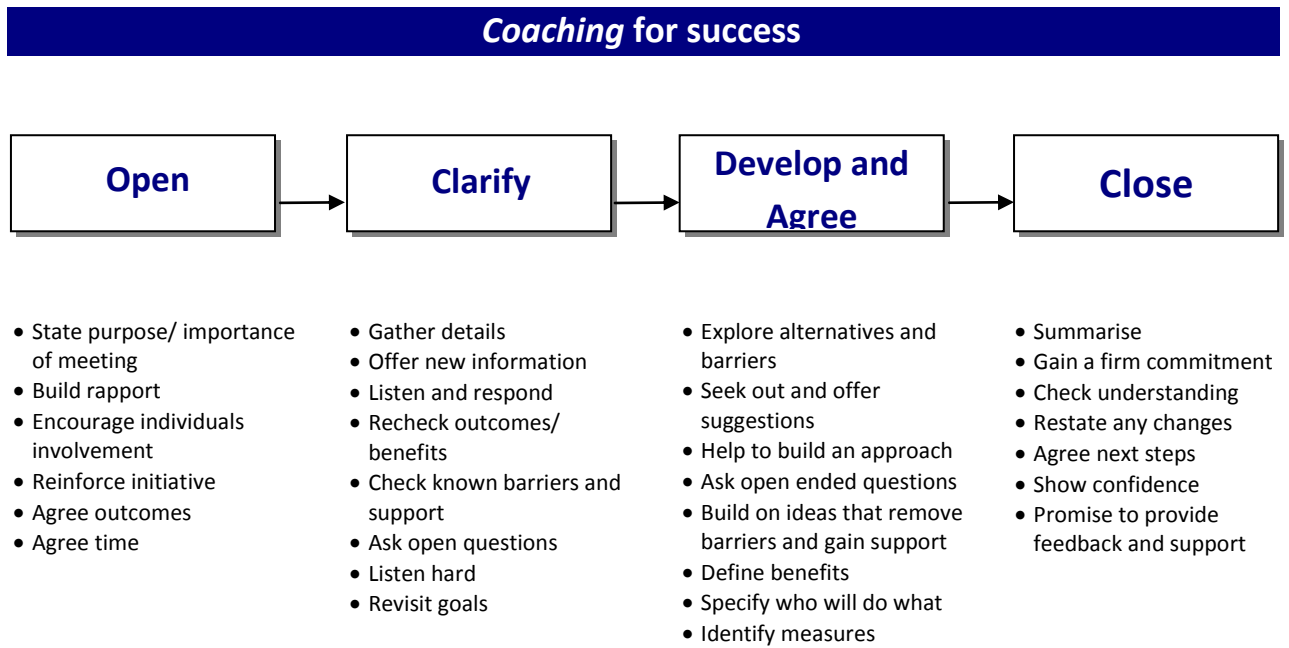 Coaching for success
Open
Clarify
Develop and
Agree
Close
• State purpose/ importance
of meeting
• Build rapport
• Encourage individuals
involvement
• Reinforce initiative
• Agree outcomes
• Agree time
• Gather details
• Offer new information
• Listen and respond
• Recheck outcomes/
benefits
• Check known barriers and
support
• Ask open questions
• Listen hard
• Revisit goals
• Explore alternatives and
barriers
• Seek out and offer
suggestions
• Help to build an approach
• Ask open ended questions
• Build on ideas that remove
barriers and gain support
• Define benefits
• Specify who will do what
• Identify measures
• Summarise
• Gain a firm commitment
• Check understanding
• Restate any changes
• Agree next steps
• Show confidence
• Promise to provide
feedback and support